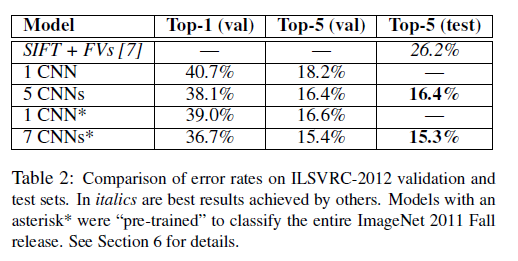 Model Top-1 (val) Top-5 (val) Top-5 (test)
SIFT + FVs [7] — — 26.2%
1 CNN 40.7% 18.2% —
5 CNNs 38.1% 16.4% 16.4%
1 CNN* 39.0% 16.6% —
7 CNNs* 36.7% 15.4% 15.3%
Table 2: Comparison of error rates on ILSVRC-2012 validation and
test sets. In italics are best results achieved by others. Models with an
asterisk* were “pre-trained” to classify the entire ImageNet 2011 Fall
release. See Section 6 for details.